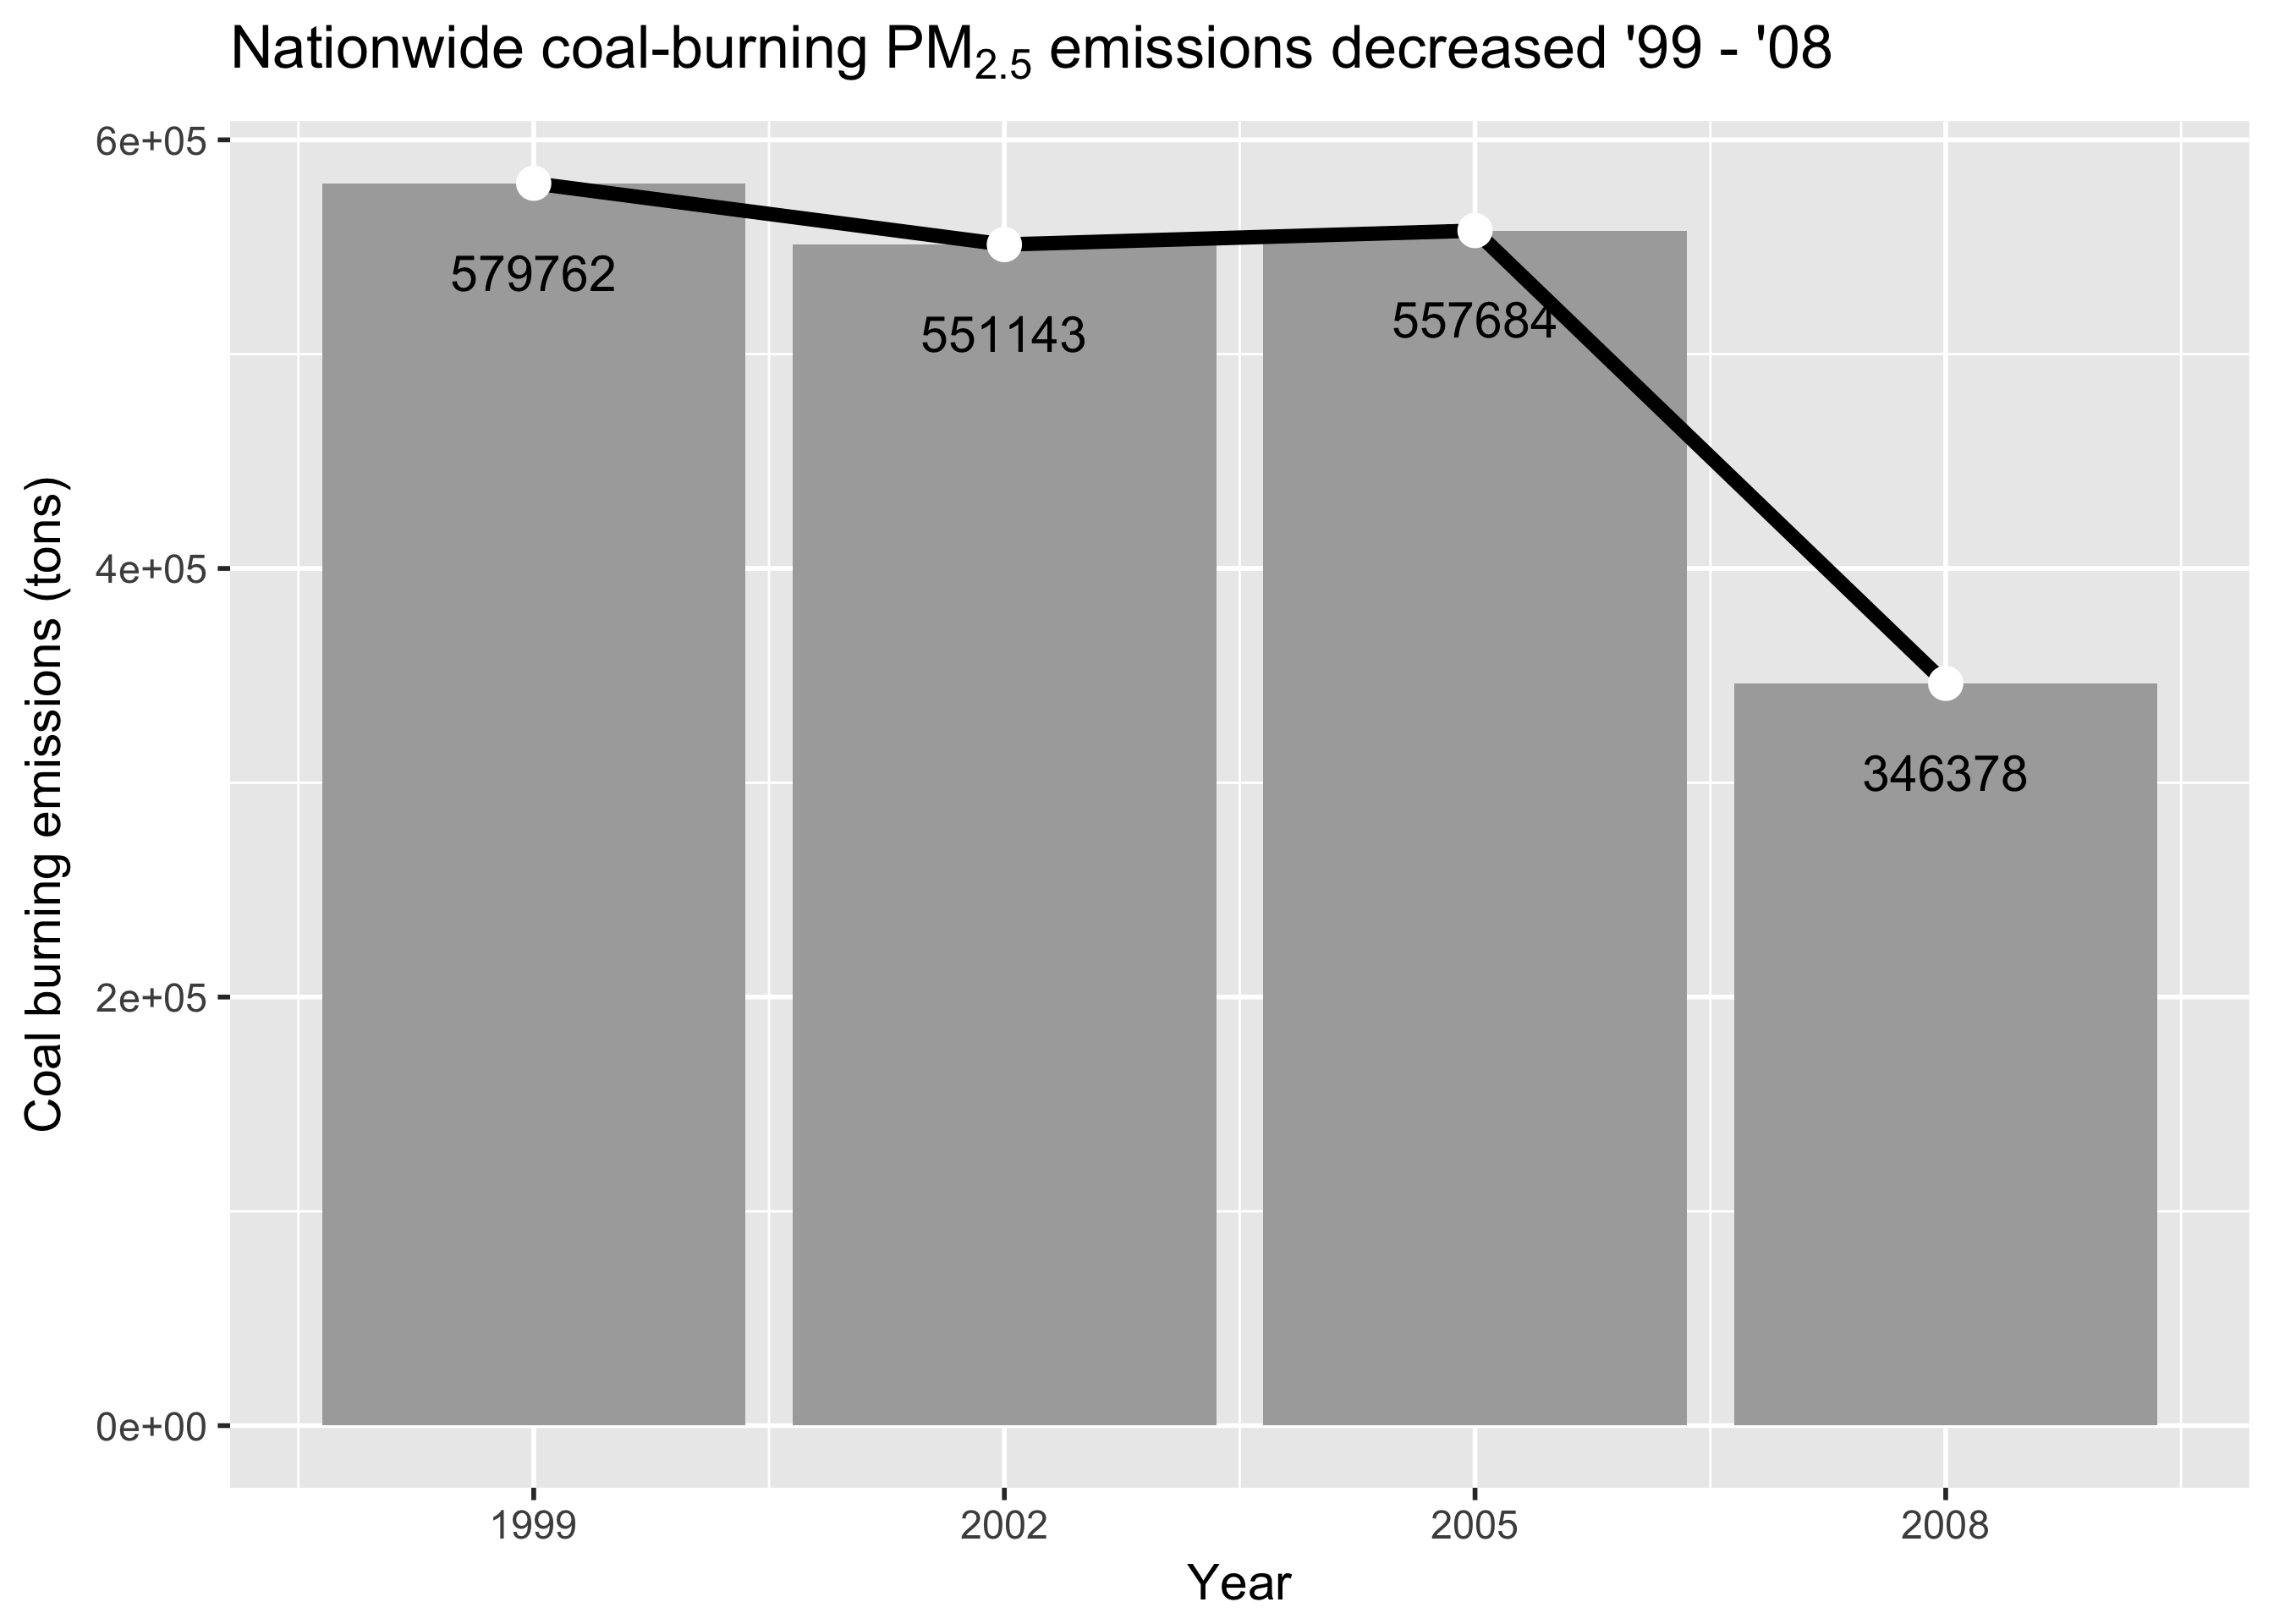 Nationwide coal-burning PM2.5 emissions decreased '99 - '08
6e+05
4e+05
2e+05
0e+00
Coal burning emissions (tons)
579762
551143
557684
346378
1999
2002
2005
2008
Year